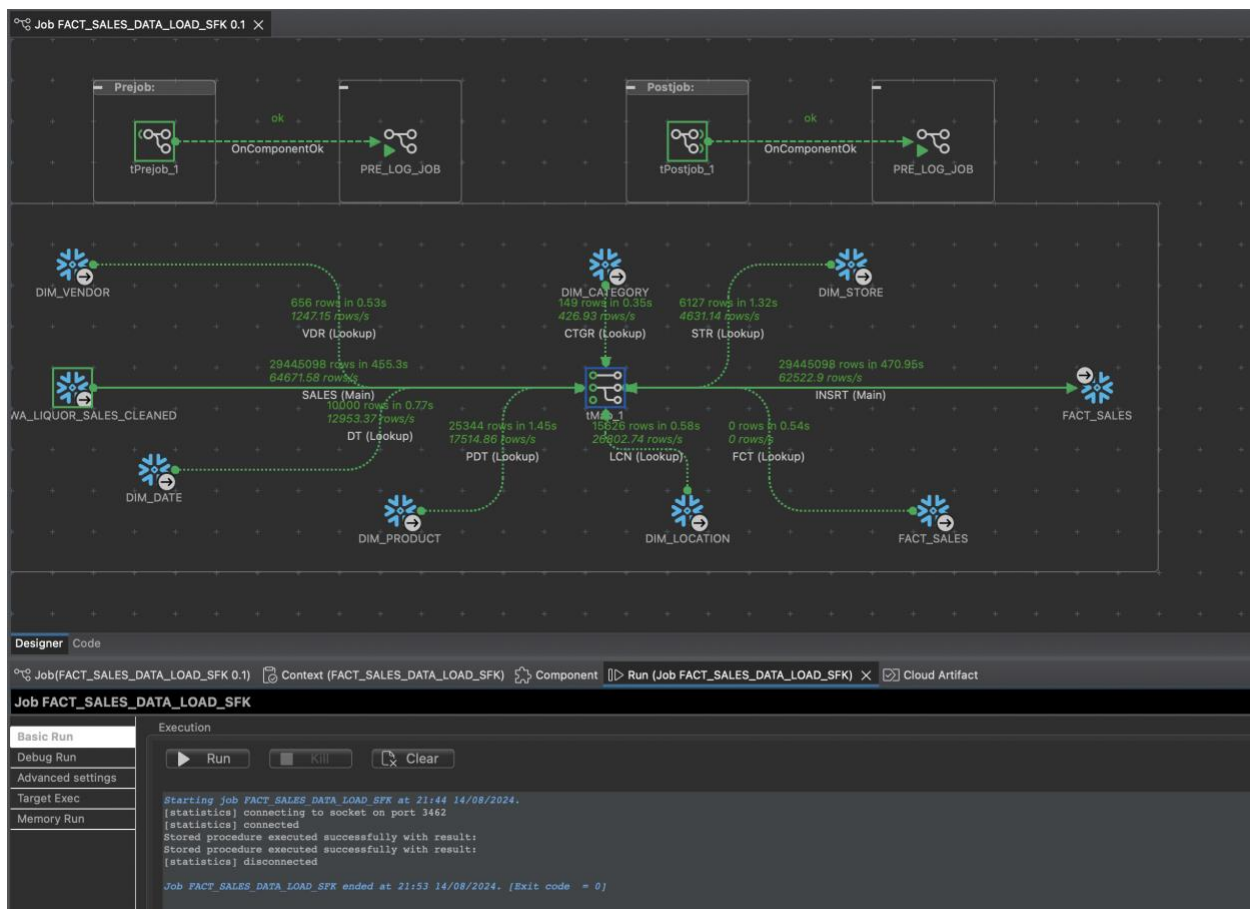 Job FACT_SALES_DATA_LOAD_SFK 0.1
Prejob:
Postjob:
ok
ok
OnComponentOk
OnComponentOk
tPrejob_1
PRE_LOG_JOB
tPostjob_1
PRE_LOG_JOB
DIM_VENDOR
DIM_CATEGORY
DIM_STORE
656 rows in 0.53s
1247.15 rows/s
VDR (Lookup)
149 rows in 0.35s
426.93 rows/s
CTGR (Lookup)
6127 rows in 1.32s
4631.14 rows/s
STR (Lookup)
29445098 rows in 455.3s
64671.58 rows/s
SALES (Main)
29445098 rows in 470.95s
62522.9 rows/s
INSRT (Main)
WA_LIQUOR_SALES_CLEANED
tMap_1
FACT_SALES
10000 rows in 0.77s
12953.37 rows/s
DT (Lookup)
25344 rows in 1.45s
17514.86 rows/s
PDT (Lookup)
15626 rows in 0.58s
26802.74 rows/s
LCN (Lookup)
0 rows in 0.54s
0 rows/s
FCT (Lookup)
DIM_DATE
DIM_PRODUCT
DIM_LOCATION
FACT_SALES
Designer Code
Job(FACT_SALES_DATA_LOAD_SFK 0.1) Context (FACT_SALES_DATA_LOAD_SFK) Component Run (Job FACT_SALES_DATA_LOAD_SFK) Cloud Artifact
Job FACT_SALES_DATA_LOAD_SFK
Basic Run
Debug Run
Advanced settings
Target Exec
Memory Run
Execution
Run Kill Clear
Starting job FACT_SALES_DATA_LOAD_SFK at 21:44 14/08/2024.
[statistics] connecting to socket on port 3462
[statistics] connected
Stored procedure executed successfully with result:
Stored procedure executed successfully with result:
[statistics] disconnected
Job FACT_SALES_DATA_LOAD_SFK ended at 21:53 14/08/2024. [Exit code = 0]